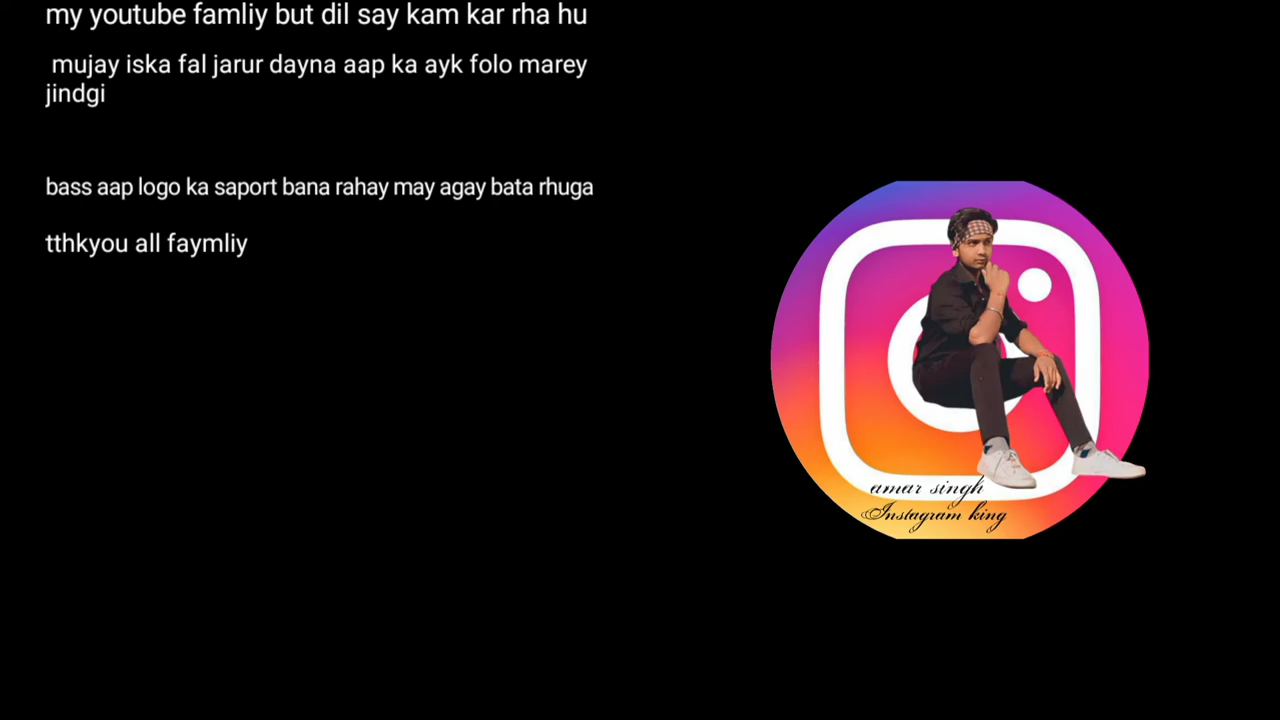 my youtube famliy but dil say kam kar rha hu
mujay iska fal jarur dayna aap ka ayk folo marey
jindgi
bass aap logo ka saport bana rahay may agay bata rhuga
tthkyou all faymliy
amar singh
Instagram king